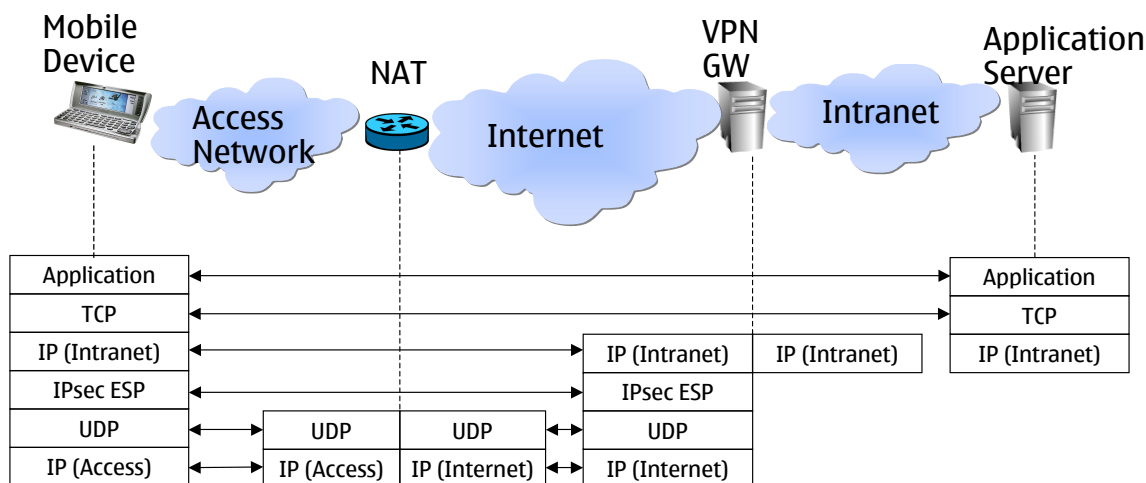 Mobile
Device
NAT
VPN
GW
Application
Server
Access
Network
Internet
Intranet
Application
Application
TCP
TCP
IP (Intranet)
IP (Intranet)
IP (Intranet)
IP (Intranet)
IPsec ESP
IPsec ESP
UDP
UDP
UDP
UDP
IP (Access)
IP (Access)
IP (Internet)
IP (Internet)